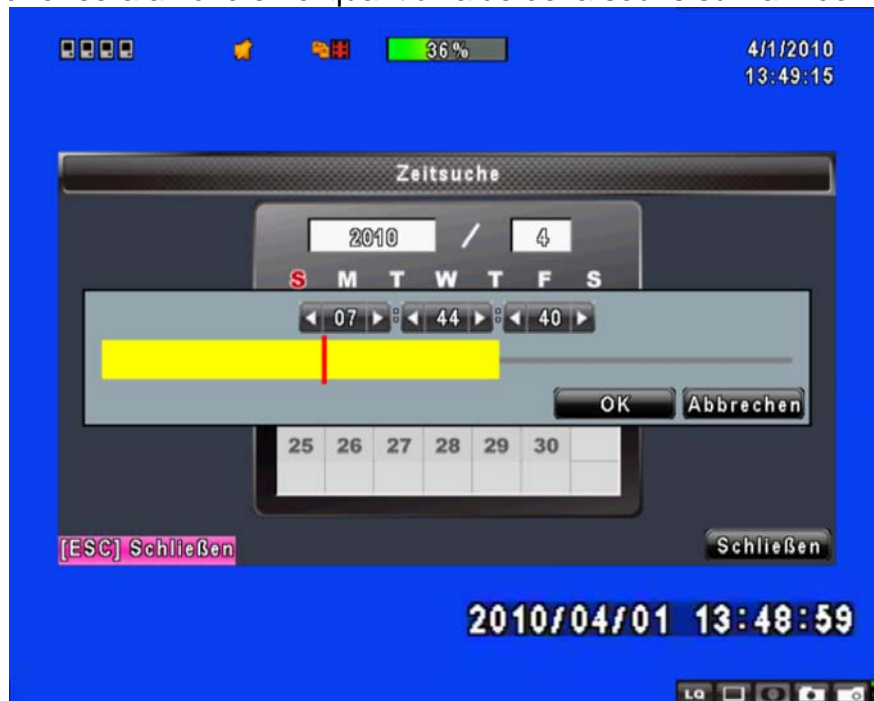 36%
4/1/2010
13:49:15
Zeitsuche
2010 / 4
S M T W T F S
07 : 44 : 40
OK Abbrechen
25 26 27 28 29 30
[ESC] Schließen
Schließen
2010/04/01 13:48:59
LQ